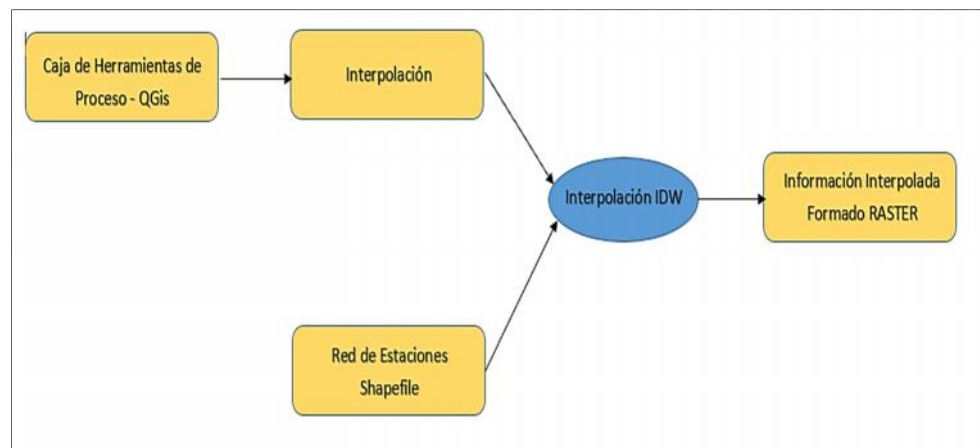 Caja de Herramientas de
Proceso - QGis
Interpolación
Interpolación IDW
Información Interpolada
Formado RASTER
Red de Estaciones
Shapefile